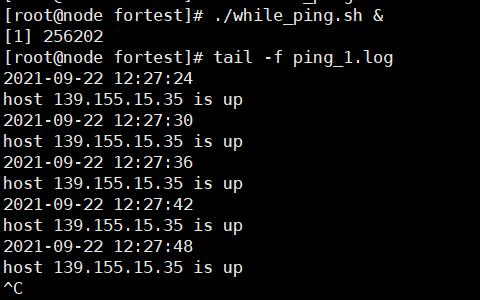 [root@node fortest]# ./while_ping.sh &
[1] 256202
[root@node fortest]# tail -f ping_1.log
2021-09-22 12:27:24
host 139.155.15.35 is up
2021-09-22 12:27:30
host 139.155.15.35 is up
2021-09-22 12:27:36
host 139.155.15.35 is up
2021-09-22 12:27:42
host 139.155.15.35 is up
2021-09-22 12:27:48
host 139.155.15.35 is up
^C